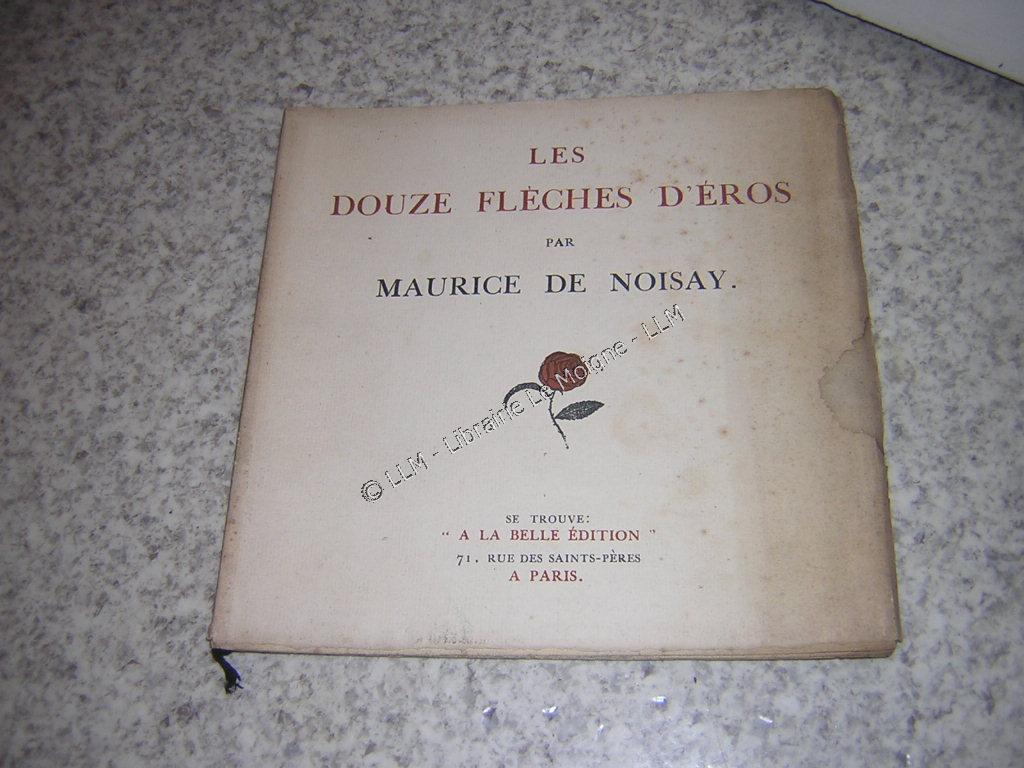 LES
DOUZE FLÈCHES D'ÉROS
PAR
MAURICE DE NOISAY.
© LLM - Librairie Le Moigne - LLM
SE TROUVE:
“ A LA BELLE ÉDITION ”
71, RUE DES SAINTS-PÈRES
A PARIS.